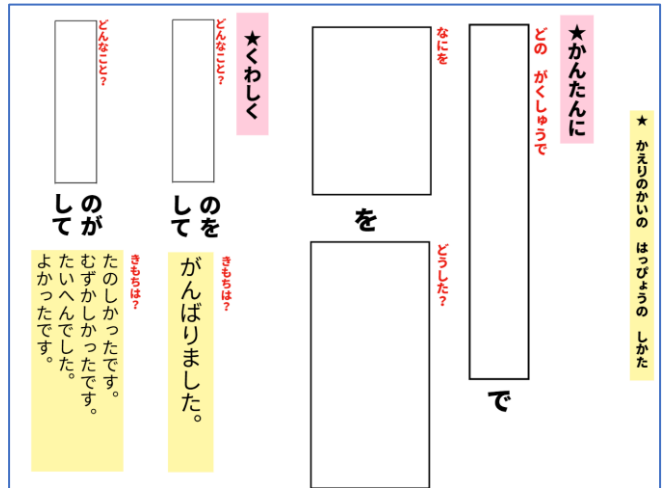 ★ かえりのかいの はっぴょうの しかた
★かんたんに
どの がくしゅうで
で
なにを
を
どうした?
★くわしく
どんなこと?
のを
して
きもちは?
がんばりました。
どんなこと?
のが
して
きもちは?
たのしかったです。
むずかしかったです。
たいへんでした。
よかったです。